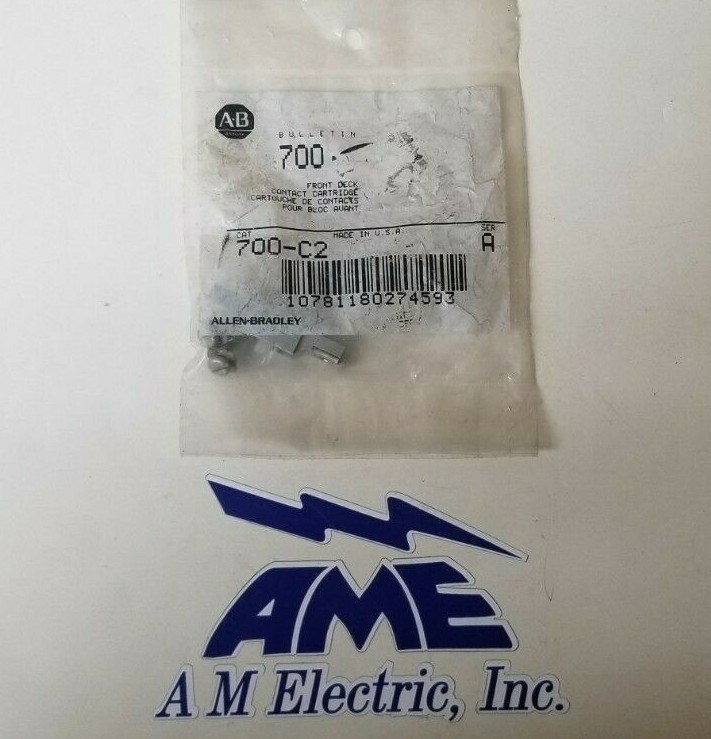 A-B
QUALITY
BULLETIN
700
FRONT DECK
CONTACT CARTRIDGE
CARTOUCHE DE CONTACTS
POUR BLOC AVANT
CAT MADE IN U.S.A. SER
700-C2 A
10781180274593
ALLEN-BRADLEY
AME
A M Electric, Inc.